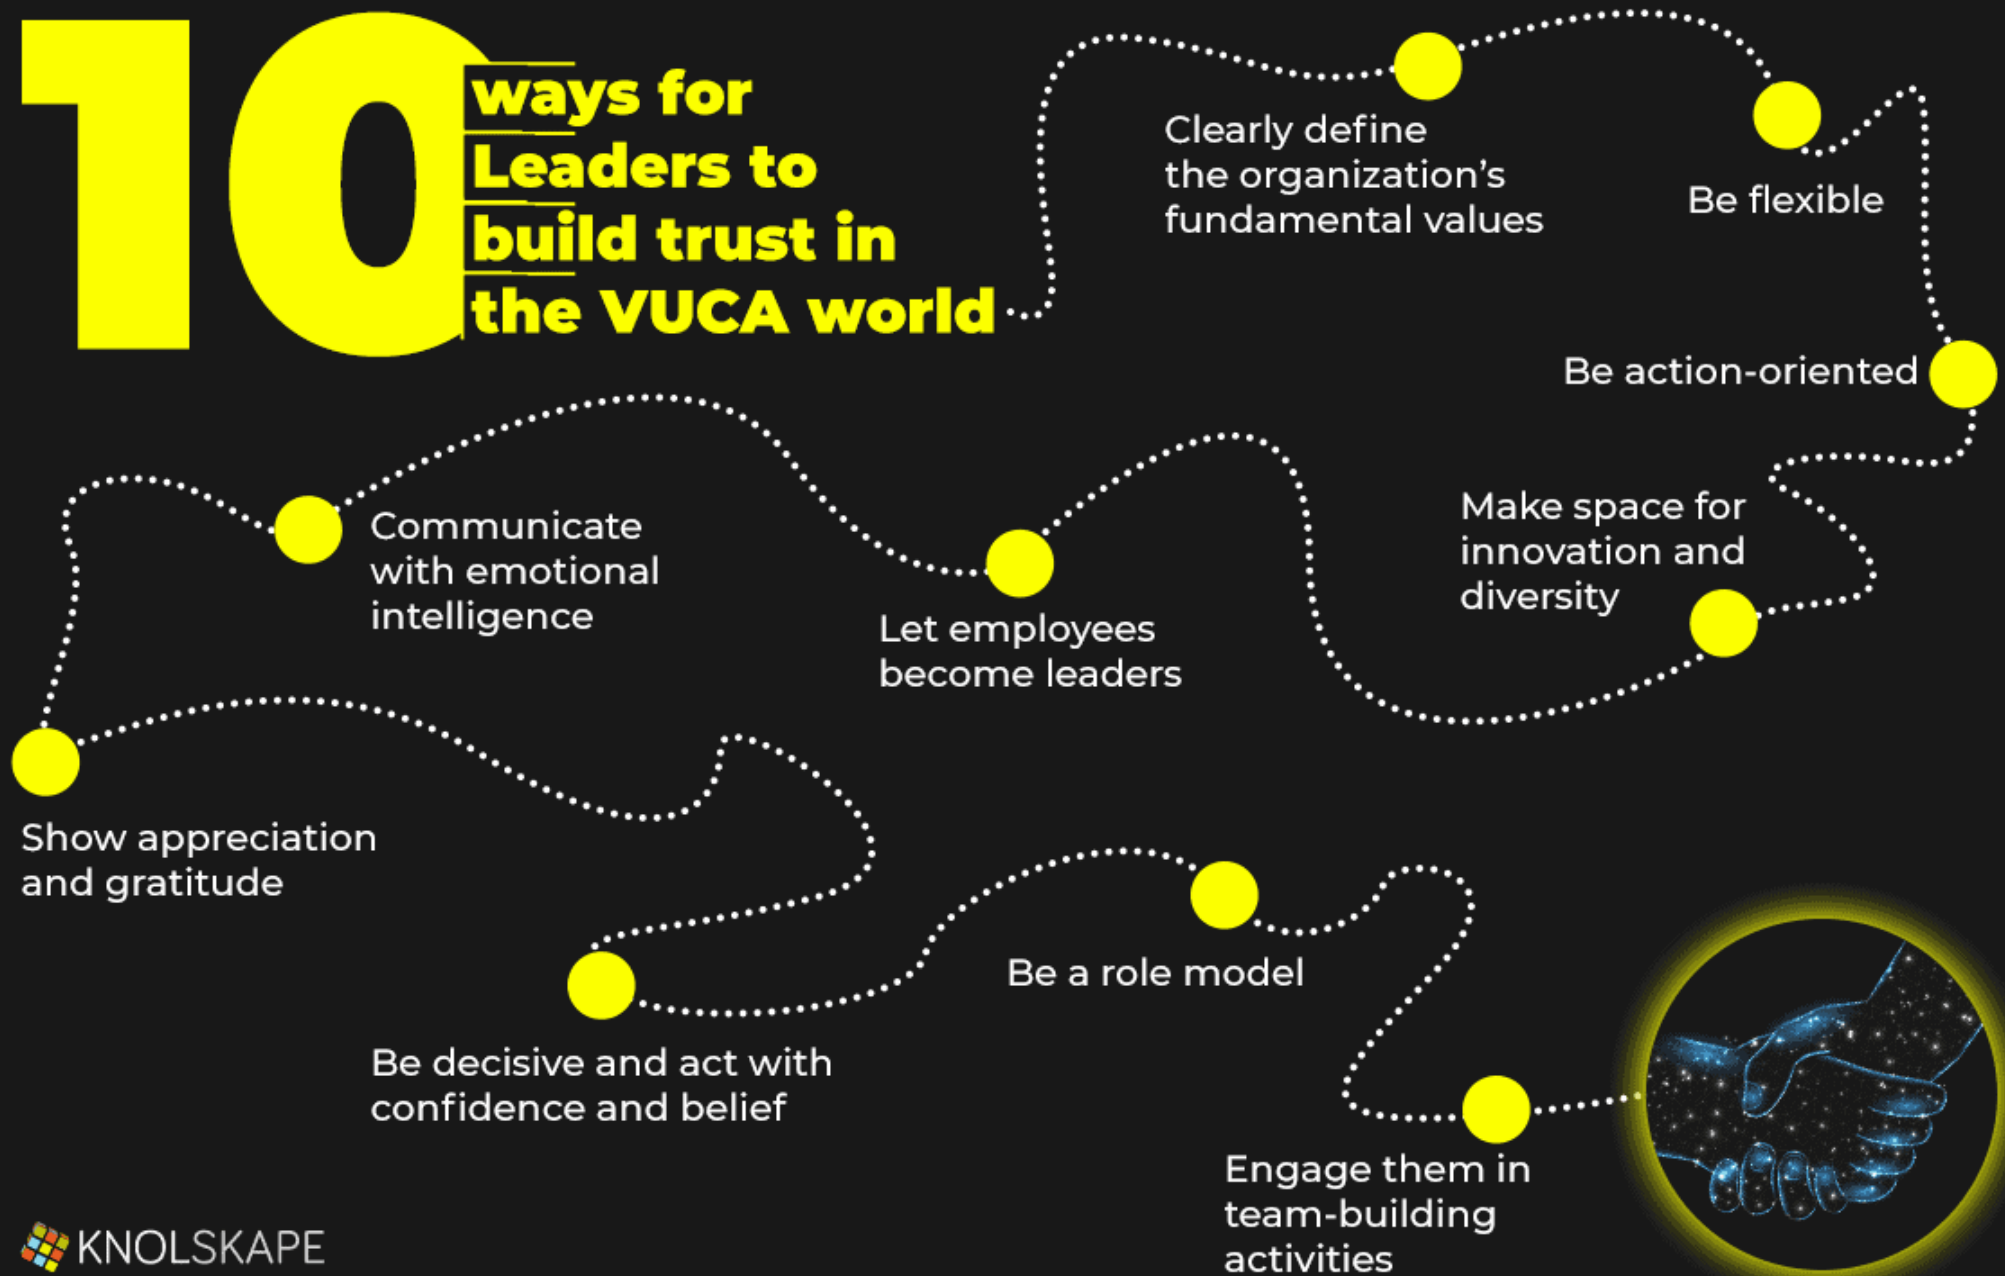 10
ways for
Leaders to
build trust in
the VUCA world
Clearly define
the organization's
fundamental values
Be flexible
Be action-oriented
Make space for
innovation and
diversity
Let employees
become leaders
Communicate
with emotional
intelligence
Show appreciation
and gratitude
Be decisive and act with
confidence and belief
Be a role model
Engage them in
team-building
activities
KNOLSKAPE